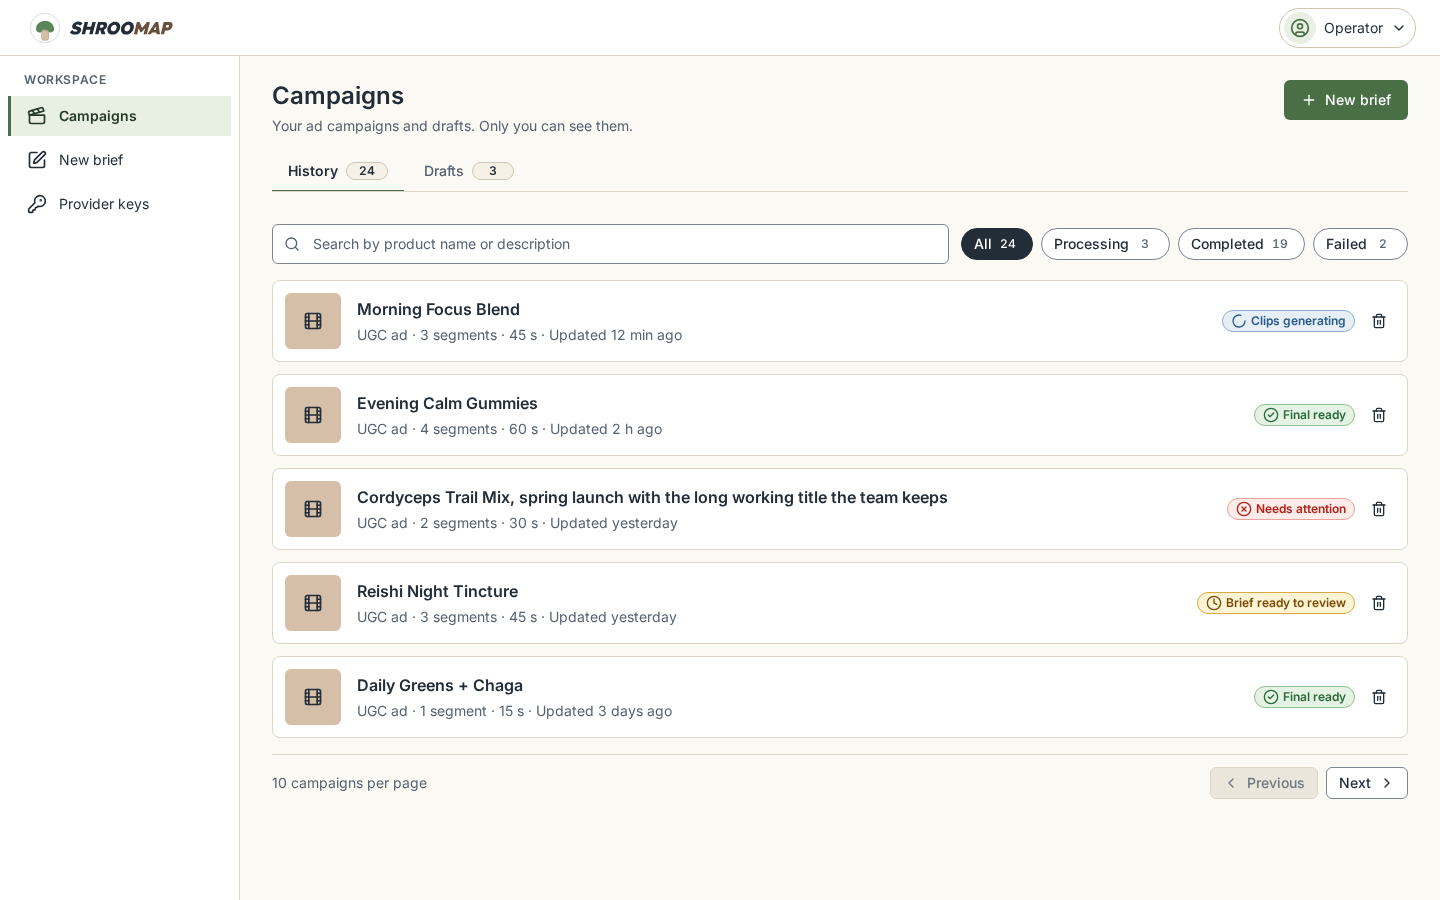 SHROOMAP
Operator
WORKSPACE
Campaigns
New brief
Provider keys
Campaigns
Your ad campaigns and drafts. Only you can see them.
New brief
History 24
Drafts 3
Search by product name or description
All 24
Processing 3
Completed 19
Failed 2
Morning Focus Blend
UGC ad · 3 segments · 45 s · Updated 12 min ago
Clips generating
Evening Calm Gummies
UGC ad · 4 segments · 60 s · Updated 2 h ago
Final ready
Cordyceps Trail Mix, spring launch with the long working title the team keeps
UGC ad · 2 segments · 30 s · Updated yesterday
Needs attention
Reishi Night Tincture
UGC ad · 3 segments · 45 s · Updated yesterday
Brief ready to review
Daily Greens + Chaga
UGC ad · 1 segment · 15 s · Updated 3 days ago
Final ready
10 campaigns per page
Previous
Next